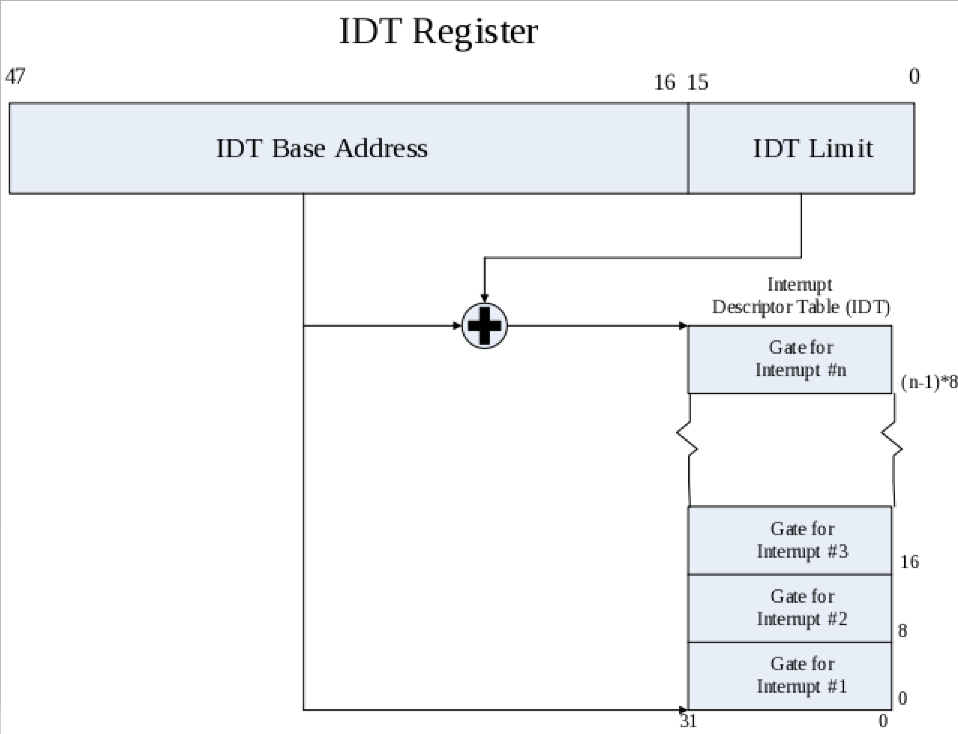 IDT Register
47
16 15
0
IDT Base Address
IDT Limit
Interrupt
Descriptor Table (IDT)
Gate for
Interrupt #n
(n-1)*8
Gate for
Interrupt #3
16
Gate for
Interrupt #2
8
Gate for
Interrupt #1
0
31
0